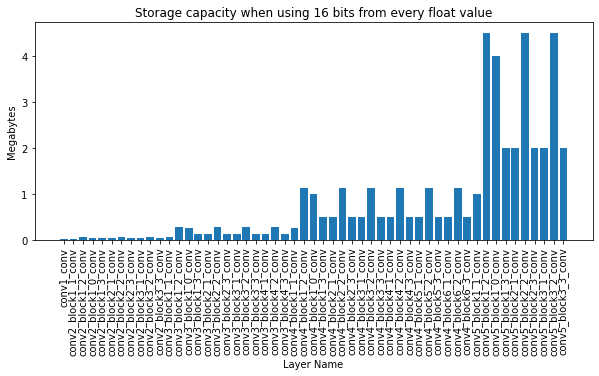 Storage capacity when using 16 bits from every float value
Megabytes
4
3
2
1
0
conv1_conv
conv2_block1_1_conv
conv2_block1_2_conv
conv2_block1_0_conv
conv2_block1_3_conv
conv2_block2_1_conv
conv2_block2_2_conv
conv2_block2_3_conv
conv2_block3_1_conv
conv2_block3_2_conv
conv2_block3_3_conv
conv3_block1_1_conv
conv3_block1_2_conv
conv3_block1_0_conv
conv3_block1_3_conv
conv3_block2_1_conv
conv3_block2_2_conv
conv3_block2_3_conv
conv3_block3_1_conv
conv3_block3_2_conv
conv3_block3_3_conv
conv3_block4_1_conv
conv3_block4_2_conv
conv3_block4_3_conv
conv4_block1_1_conv
conv4_block1_2_conv
conv4_block1_0_conv
conv4_block1_3_conv
conv4_block2_1_conv
conv4_block2_2_conv
conv4_block2_3_conv
conv4_block3_1_conv
conv4_block3_2_conv
conv4_block3_3_conv
conv4_block4_1_conv
conv4_block4_2_conv
conv4_block4_3_conv
conv4_block5_1_conv
conv4_block5_2_conv
conv4_block5_3_conv
conv4_block6_1_conv
conv4_block6_2_conv
conv4_block6_3_conv
conv5_block1_1_conv
conv5_block1_2_conv
conv5_block1_0_conv
conv5_block1_3_conv
conv5_block2_1_conv
conv5_block2_2_conv
conv5_block2_3_conv
conv5_block3_1_conv
conv5_block3_2_conv
conv5_block3_3_conv
Layer Name